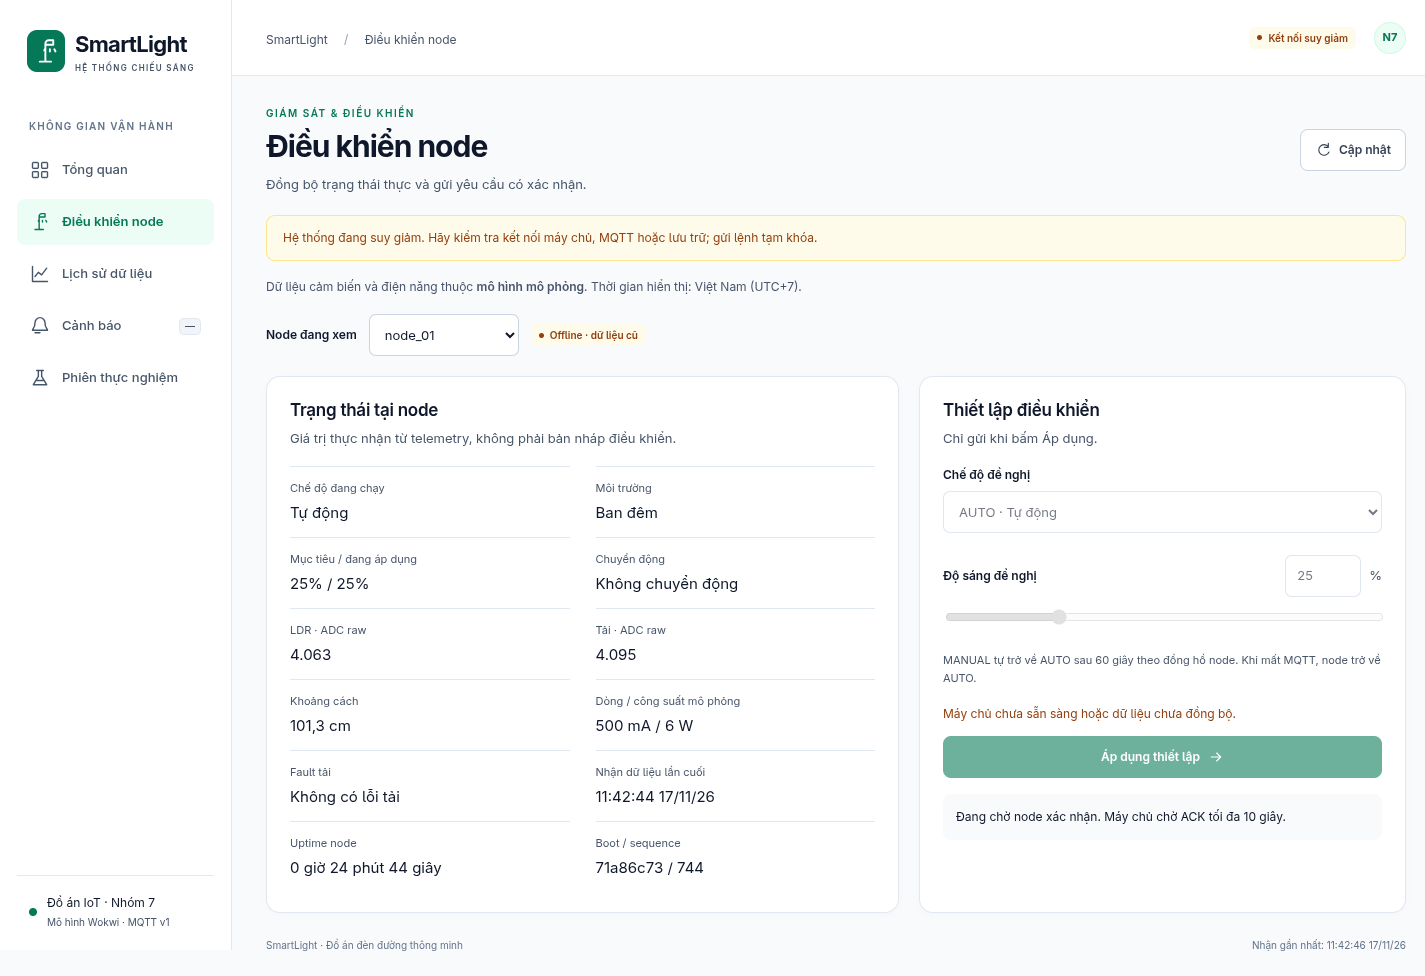 SmartLight
HỆ THỐNG CHIẾU SÁNG
KHÔNG GIAN VẬN HÀNH
Tổng quan
Điều khiển node
Lịch sử dữ liệu
Cảnh báo
—
Phiên thực nghiệm
Đồ án IoT · Nhóm 7
Mô hình Wokwi · MQTT v1
SmartLight / Điều khiển node
Kết nối suy giảm
N7
GIÁM SÁT & ĐIỀU KHIỂN
Điều khiển node
Đồng bộ trạng thái thực và gửi yêu cầu có xác nhận.
Cập nhật
Hệ thống đang suy giảm. Hãy kiểm tra kết nối máy chủ, MQTT hoặc lưu trữ; gửi lệnh tạm khóa.
Dữ liệu cảm biến và điện năng thuộc mô hình mô phỏng. Thời gian hiển thị: Việt Nam (UTC+7).
Node đang xem
node_01
Offline · dữ liệu cũ
Trạng thái tại node
Giá trị thực nhận từ telemetry, không phải bản nháp điều khiển.
Chế độ đang chạy
Tự động
Môi trường
Ban đêm
Mục tiêu / đang áp dụng
25% / 25%
Chuyển động
Không chuyển động
LDR · ADC raw
4.063
Tải · ADC raw
4.095
Khoảng cách
101,3 cm
Dòng / công suất mô phỏng
500 mA / 6 W
Fault tải
Không có lỗi tải
Nhận dữ liệu lần cuối
11:42:44 17/11/26
Uptime node
0 giờ 24 phút 44 giây
Boot / sequence
71a86c73 / 744
Thiết lập điều khiển
Chỉ gửi khi bấm Áp dụng.
Chế độ đề nghị
AUTO · Tự động
Độ sáng đề nghị
25 %
MANUAL tự trở về AUTO sau 60 giây theo đồng hồ node. Khi mất MQTT, node trở về
AUTO.
Máy chủ chưa sẵn sàng hoặc dữ liệu chưa đồng bộ.
Áp dụng thiết lập →
Đang chờ node xác nhận. Máy chủ chờ ACK tối đa 10 giây.
SmartLight · Đồ án đèn đường thông minh
Nhận gần nhất: 11:42:46 17/11/26